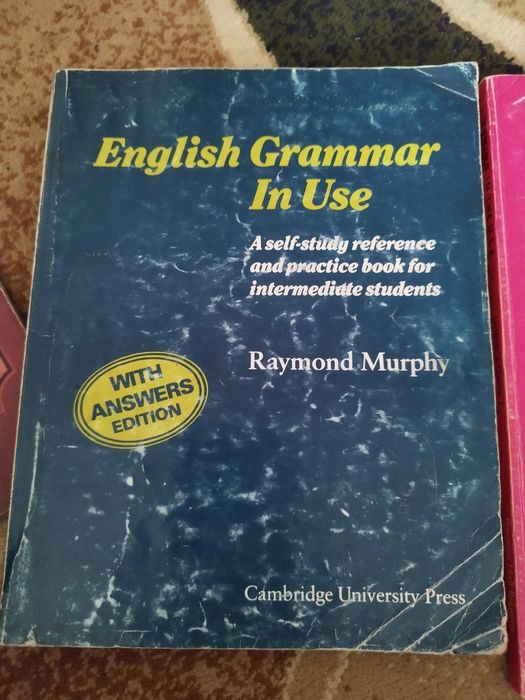 English Grammar
In Use
A self-study reference
and practice book for
intermediate students
Raymond Murphy
WITH
ANSWERS
EDITION
Cambridge University Press